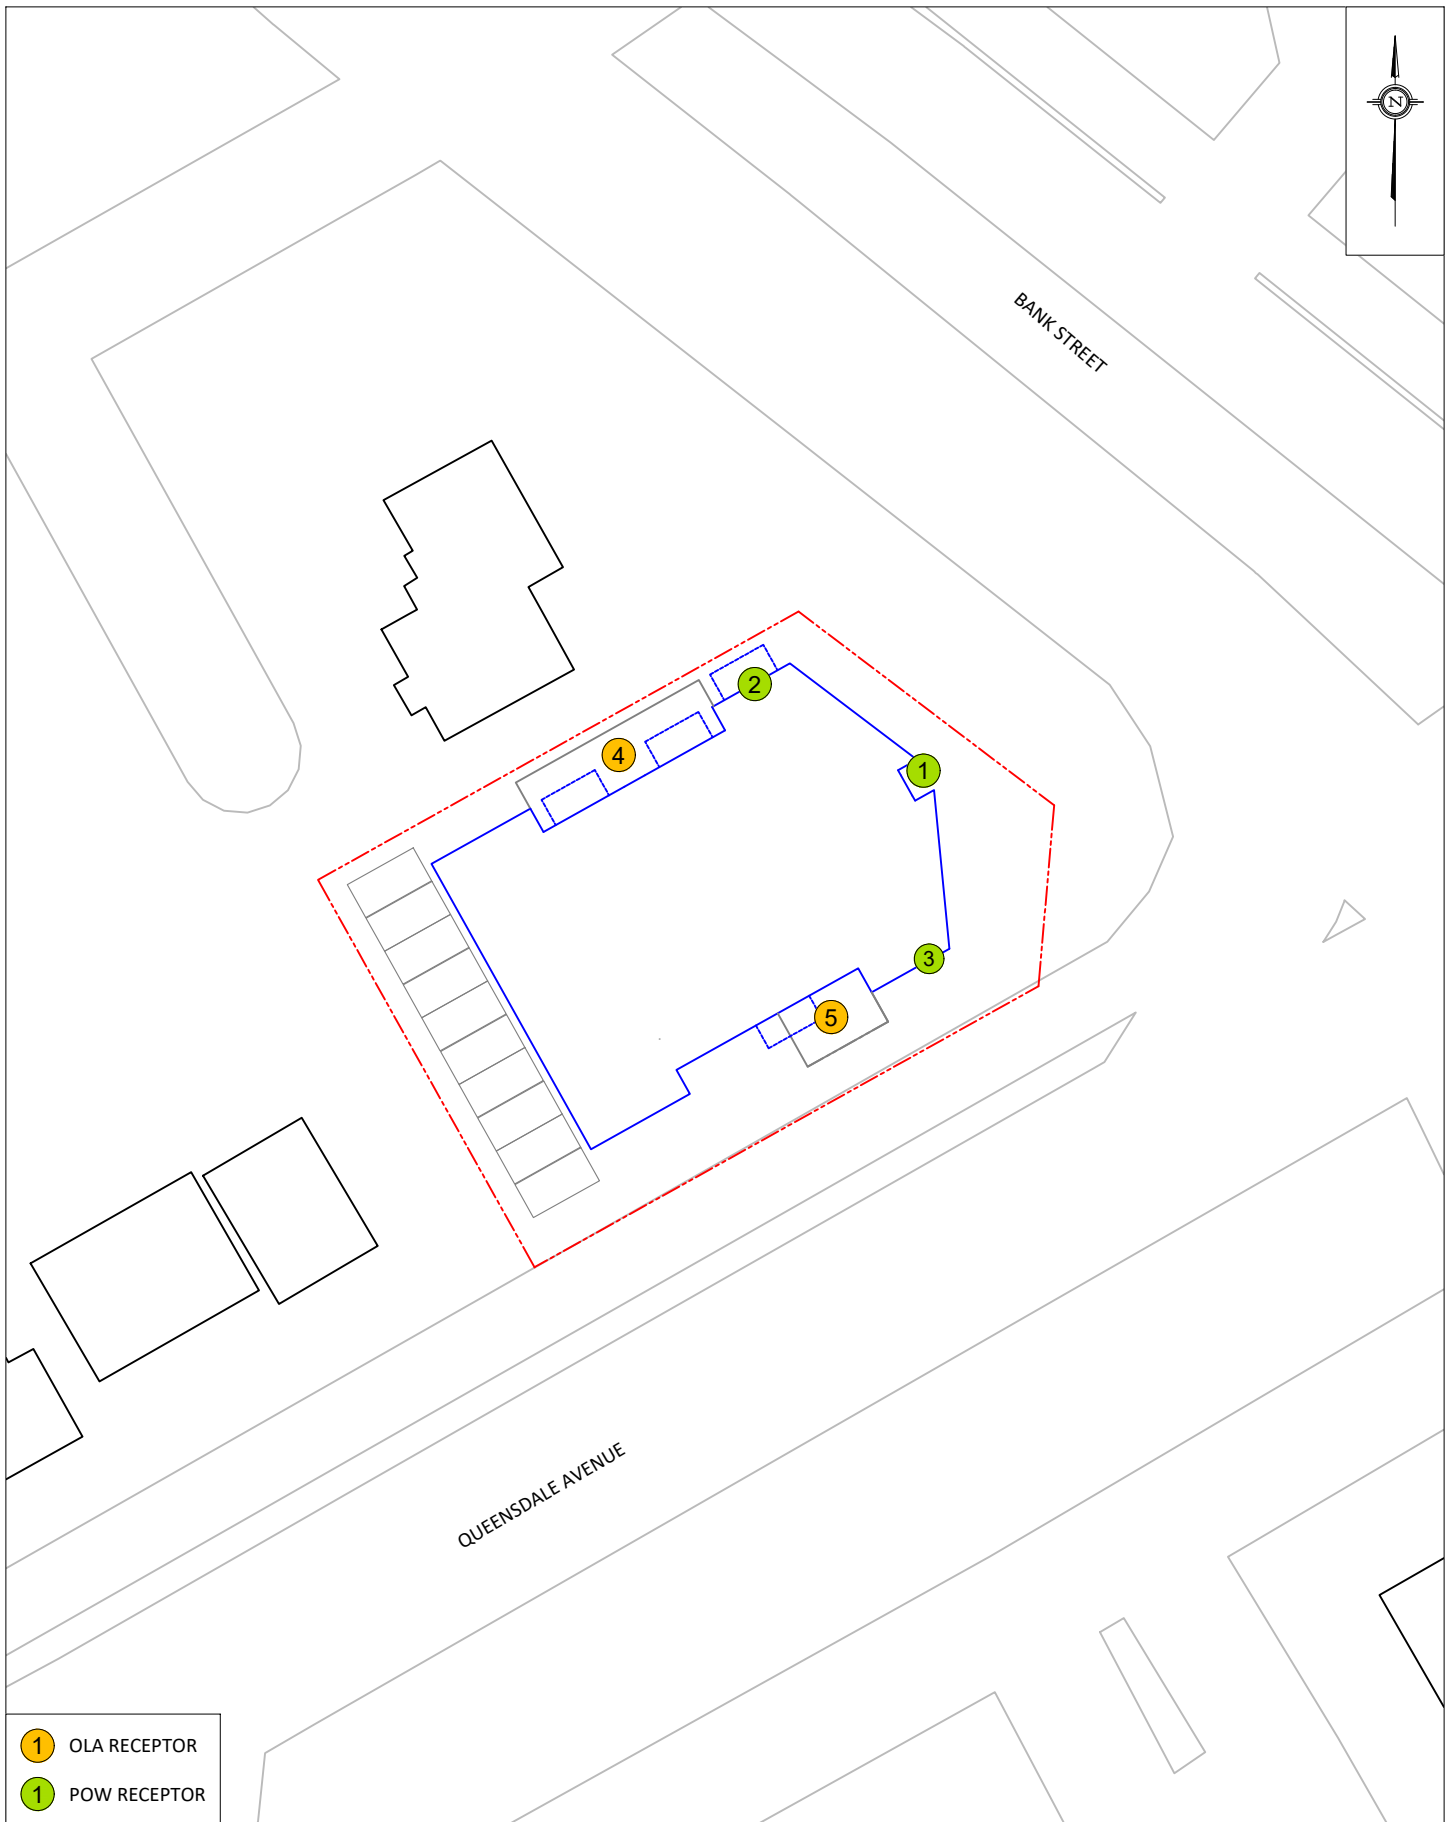 N
BANK STREET
2
4
1
3
5
QUEENSDALE AVENUE
1 OLA RECEPTOR
1 POW RECEPTOR